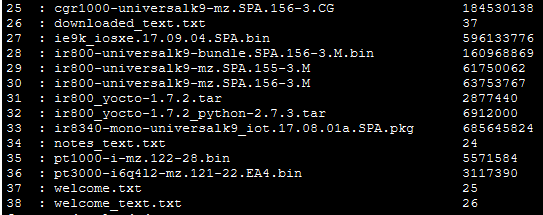 25 : cgr1000-universalk9-mz.SPA.156-3.CG 184530138
26 : downloaded_text.txt 37
27 : ie9k_iosxe.17.09.04.SPA.bin 596133776
28 : ir800-universalk9-bundle.SPA.156-3.M.bin 160968869
29 : ir800-universalk9-mz.SPA.155-3.M 61750062
30 : ir800-universalk9-mz.SPA.156-3.M 63753767
31 : ir800_yocto-1.7.2.tar 2877440
32 : ir800_yocto-1.7.2_python-2.7.3.tar 6912000
33 : ir8340-mono-universalk9_iot.17.08.01a.SPA.pkg 685645824
34 : notes_text.txt 24
35 : pt1000-i-mz.122-28.bin 5571584
36 : pt3000-i6q4l2-mz.121-22.EA4.bin 3117390
37 : welcome.txt 25
38 : welcome_text.txt 26